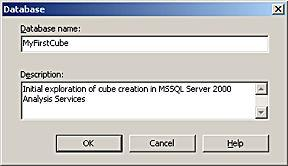 Database
Database name:
MyFirstCube
Description:
Initial exploration of cube creation in MSSQL Server 2000
Analysis Services
OK Cancel Help